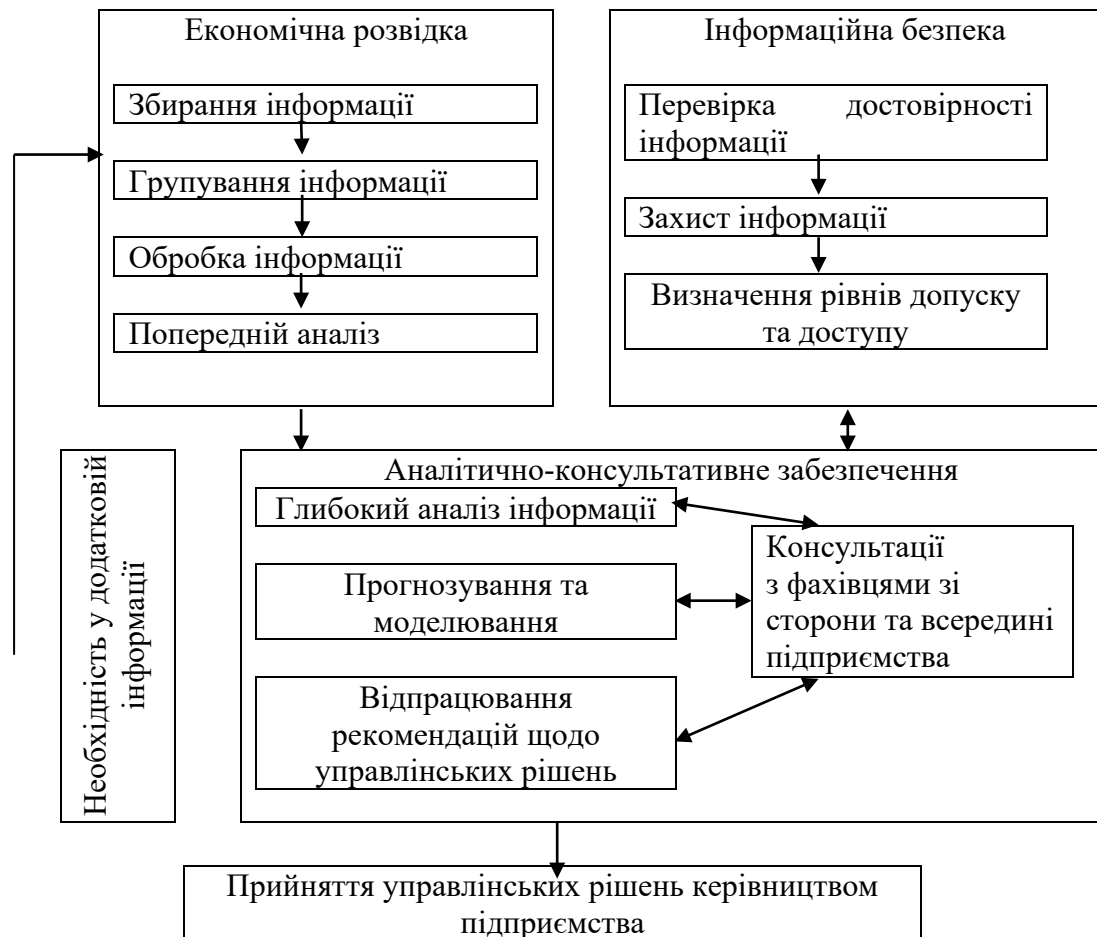 Економічна розвідка
Збирання інформації
Групування інформації
Обробка інформації
Попередній аналіз
Інформаційна безпека
Перевірка достовірності
інформації
Захист інформації
Визначення рівнів допуску
та доступу
Необхідність у додатковій
інформації
Аналітично-консультативне забезпечення
Глибокий аналіз інформації
Прогнозування та
моделювання
Відпрацювання
рекомендацій щодо
управлінських рішень
Консультації
з фахівцями зі
сторони та всередині
підприємства
Прийняття управлінських рішень керівництвом
підприємства